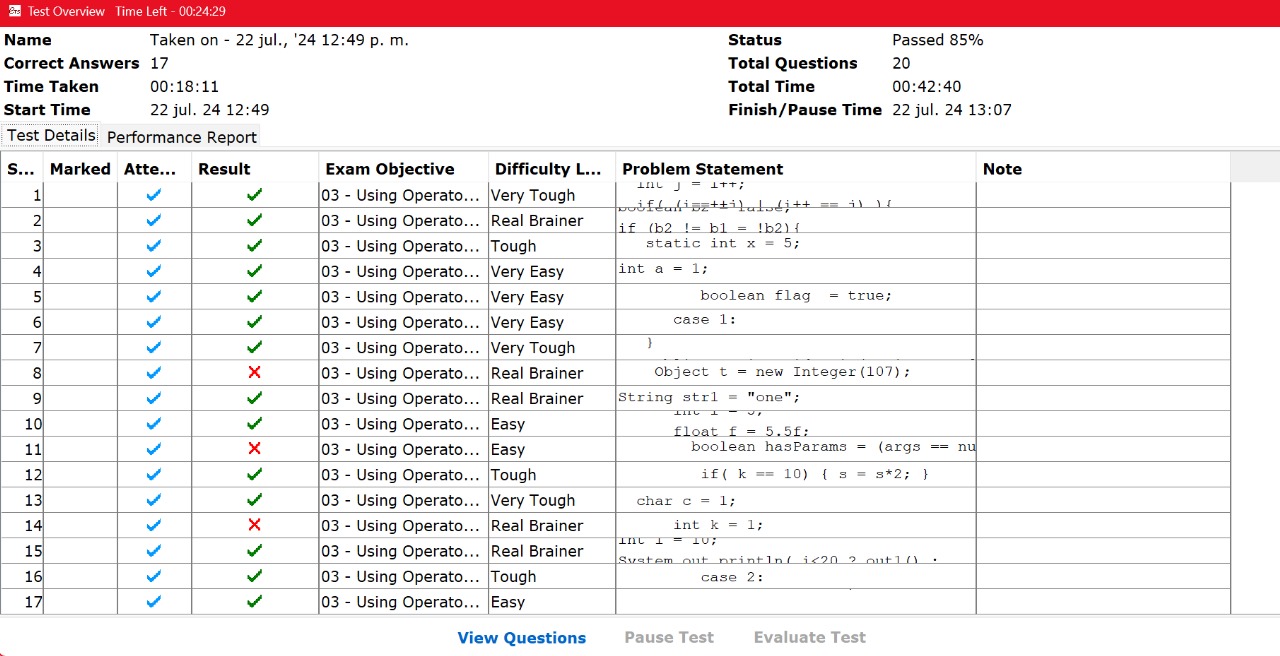 Test Overview Time Left - 00:24:29
Name Taken on - 22 jul., '24 12:49 p. m. Status Passed 85%
Correct Answers 17 Total Questions 20
Time Taken 00:18:11 Total Time 00:42:40
Start Time 22 jul. 24 12:49 Finish/Pause Time 22 jul. 24 13:07
Test Details Performance Report
S... Marked Atte... Result Exam Objective Difficulty L... Problem Statement Note
int j = i++;
1 03 - Using Operato... Very Tough
if( (i==++j) | (i++ == j) ){
boolean b2 = false;
2 03 - Using Operato... Real Brainer
if (b2 != b1 = !b2){
3 03 - Using Operato... Tough static int x = 5;
4 03 - Using Operato... Very Easy int a = 1;
5 03 - Using Operato... Very Easy boolean flag = true;
6 03 - Using Operato... Very Easy case 1:
7 03 - Using Operato... Very Tough }
8 03 - Using Operato... Real Brainer Object t = new Integer(107);
9 03 - Using Operato... Real Brainer String str1 = "one";
10 03 - Using Operato... Easy
float f = 5.5f;
11 03 - Using Operato... Easy boolean hasParams = (args == nu
12 03 - Using Operato... Tough if( k == 10) { s = s*2; }
13 03 - Using Operato... Very Tough char c = 1;
14 03 - Using Operato... Real Brainer int k = 1;
int i = 10;
15 03 - Using Operato... Real Brainer
System.out.println( i<20 ? out1() :
16 03 - Using Operato... Tough case 2:
17 03 - Using Operato... Easy
View Questions Pause Test Evaluate Test